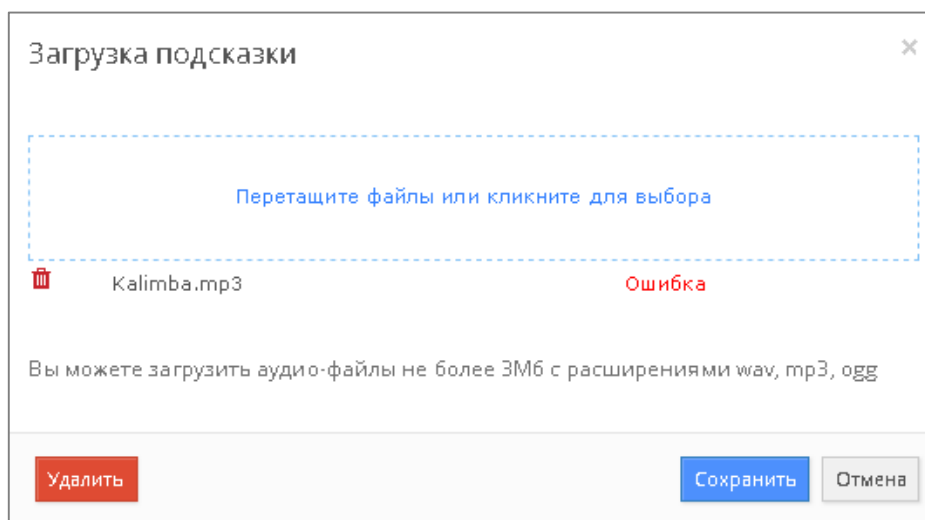 Загрузка подсказки
×
Перетащите файлы или кликните для выбора
Kalimba.mp3 Ошибка
Вы можете загрузить аудио-файлы не более 3Мб с расширениями wav, mp3, ogg
Удалить Сохранить Отмена